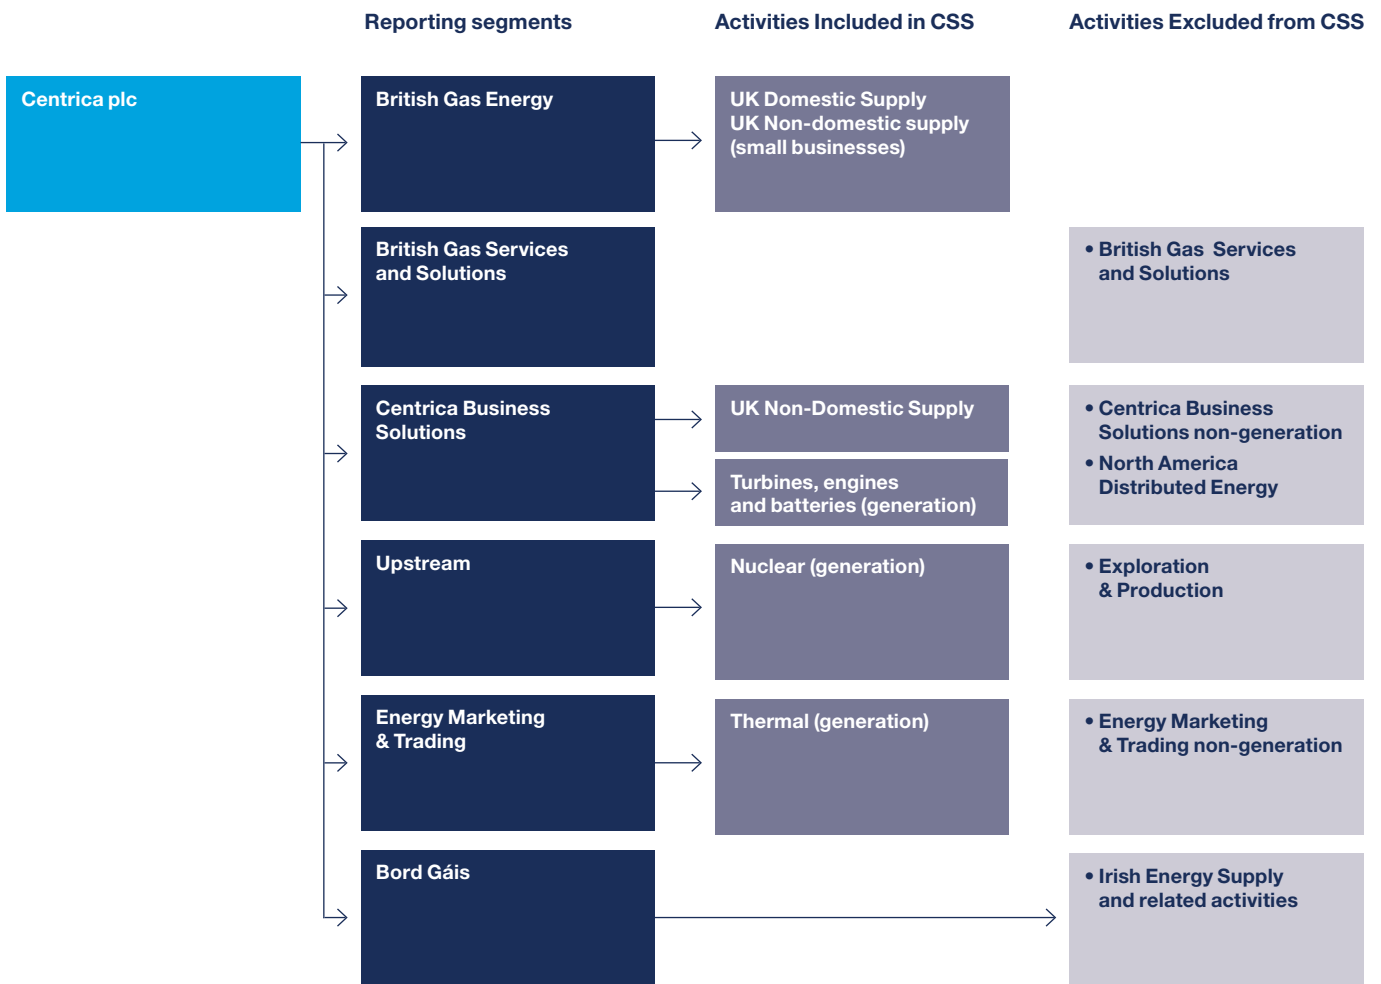 Reporting segments
Activities Included in CSS
Activities Excluded from CSS
Centrica plc
British Gas Energy
UK Domestic Supply
UK Non-domestic supply
(small businesses)
British Gas Services
and Solutions
• British Gas Services
and Solutions
Centrica Business
Solutions
UK Non-Domestic Supply
Turbines, engines
and batteries (generation)
• Centrica Business
Solutions non-generation
• North America
Distributed Energy
Upstream
Nuclear (generation)
• Exploration
& Production
Energy Marketing
& Trading
Thermal (generation)
• Energy Marketing
& Trading non-generation
Bord Gáis
• Irish Energy Supply
and related activities